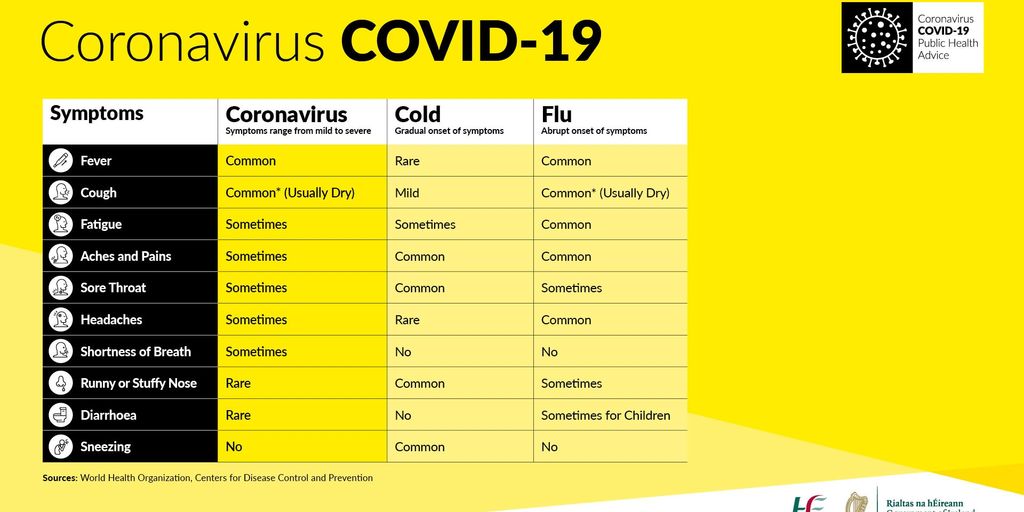 Coronavirus COVID-19
Coronavirus
COVID-19
Public Health
Advice
Symptoms Coronavirus Cold Flu
Symptoms range from mild to severe Gradual onset of symptoms Abrupt onset of symptoms
Fever Common Rare Common
Cough Common* (Usually Dry) Mild Common* (Usually Dry)
Fatigue Sometimes Sometimes Common
Aches and Pains Sometimes Common Common
Sore Throat Sometimes Common Sometimes
Headaches Sometimes Rare Common
Shortness of Breath Sometimes No No
Runny or Stuffy Nose Rare Common Sometimes
Diarrhoea Rare No Sometimes for Children
Sneezing No Common No
Sources: World Health Organization, Centers for Disease Control and Prevention
Rialtas na hÉireann